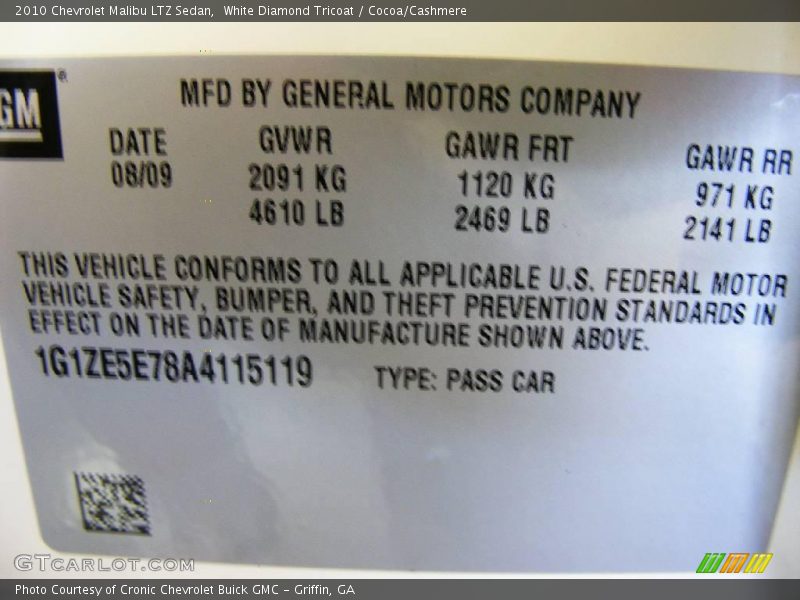 2010 Chevrolet Malibu LTZ Sedan,  White Diamond Tricoat / Cocoa/Cashmere
GM®
MFD BY GENERAL MOTORS COMPANY
DATE GVWR GAWR FRT GAWR RR
08/09 2091 KG 1120 KG 971 KG
4610 LB 2469 LB 2141 LB
THIS VEHICLE CONFORMS TO ALL APPLICABLE U.S. FEDERAL MOTOR
VEHICLE SAFETY, BUMPER, AND THEFT PREVENTION STANDARDS IN
EFFECT ON THE DATE OF MANUFACTURE SHOWN ABOVE.
1G1ZE5E78A4115119 TYPE: PASS CAR
GTCARLOT.COM
Photo Courtesy of Cronic Chevrolet Buick GMC – Griffin, GA